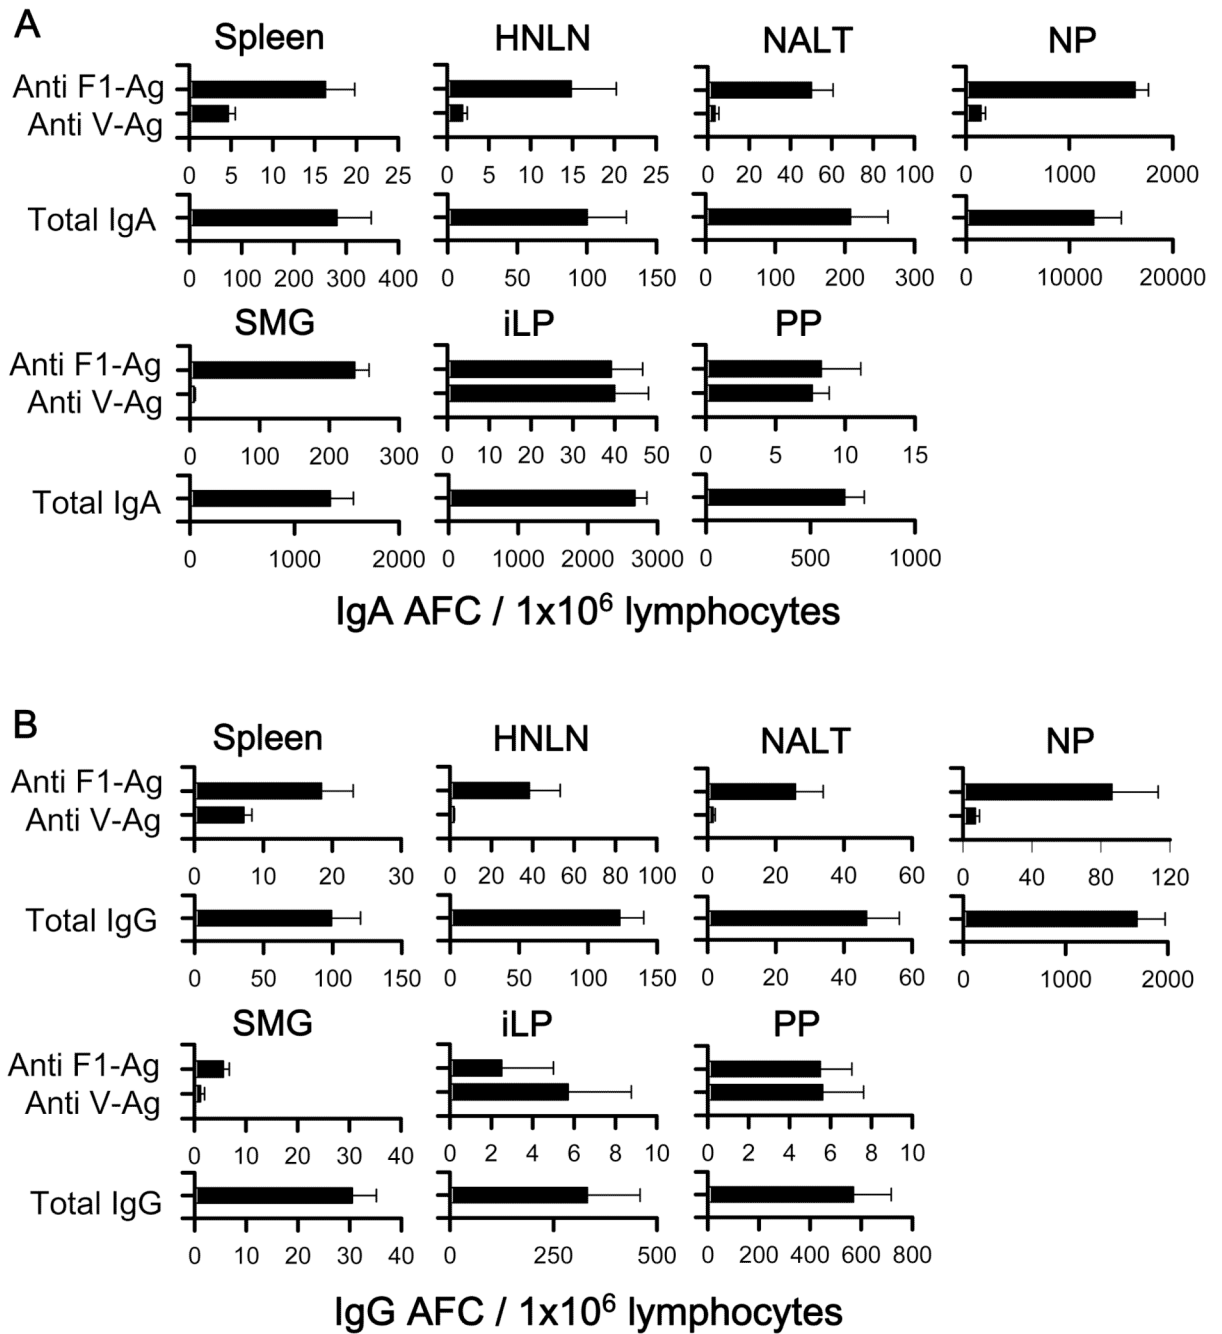 A
Spleen HNLN NALT NP
Anti F1-Ag
Anti V-Ag
0 5 10 15 20 25 0 5 10 15 20 25 0 20 40 60 80 100 0 1000 2000
Total IgA
0 100 200 300 400 0 50 100 150 0 100 200 300 0 10000 20000
SMG iLP PP
Anti F1-Ag
Anti V-Ag
0 100 200 300 0 10 20 30 40 50 0 5 10 15
Total IgA
0 1000 2000 0 1000 2000 3000 0 500 1000
IgA AFC / 1x10⁶ lymphocytes
B
Spleen HNLN NALT NP
Anti F1-Ag
Anti V-Ag
0 10 20 30 0 20 40 60 80 100 0 20 40 60 0 40 80 120
Total IgG
0 50 100 150 0 50 100 150 0 20 40 60 0 1000 2000
SMG iLP PP
Anti F1-Ag
Anti V-Ag
0 10 20 30 40 0 2 4 6 8 10 0 2 4 6 8 10
Total IgG
0 10 20 30 40 0 250 500 0 200 400 600 800
IgG AFC / 1x10⁶ lymphocytes